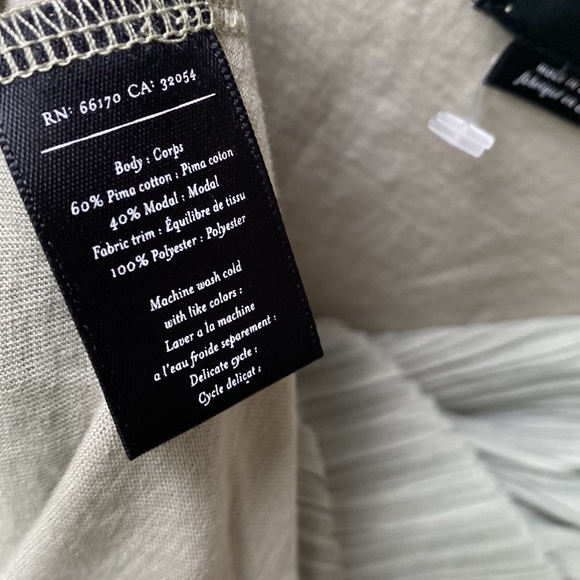 RN: 66170 CA: 32054
Body : Corps
60% Pima cotton : Pima coton
40% Modal : Modal
Fabric trim : Équilibre de tissu
100% Polyester : Polyester
Machine wash cold
with like colors :
Laver a la machine
a l'eau froide separement :
Delicate cycle :
Cycle delicat :